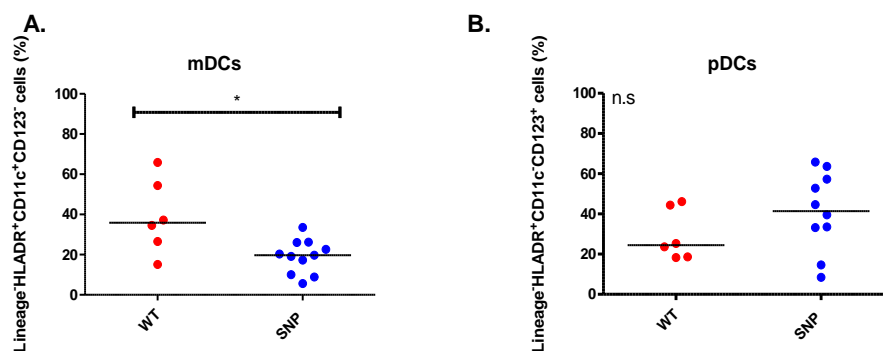 A.
mDCs
Lineage⁻HLADR⁺CD11c⁺CD123⁻ cells (%)
100
80
60
40
20
0
*
WT
SNP
B.
pDCs
Lineage⁻HLADR⁺CD11c⁻CD123⁺ cells (%)
100
80
60
40
20
0
n.s
WT
SNP